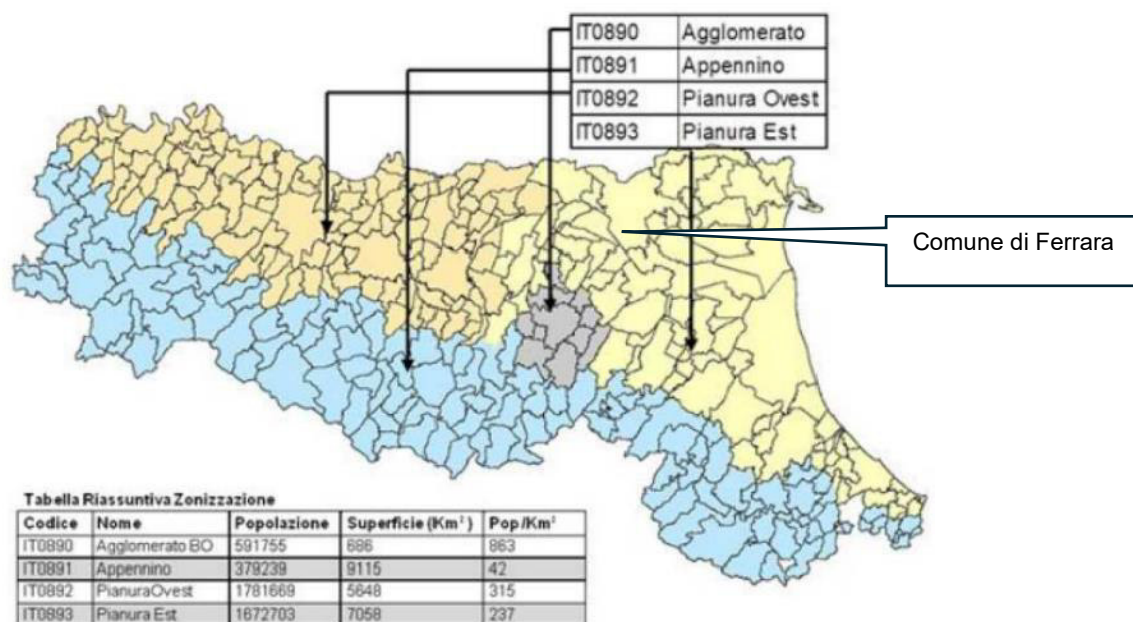 IT0890 Agglomerato
IT0891 Appennino
IT0892 Pianura Ovest
IT0893 Pianura Est
Comune di Ferrara
Tabella Riassuntiva Zonizzazione
Codice Nome Popolazione Superficie (Km²) Pop/Km²
IT0890 Agglomerato BO 591755 686 863
IT0891 Appennino 379239 9115 42
IT0892 PianuraOvest 1781669 5648 315
IT0893 Pianura Est 1672703 7058 237